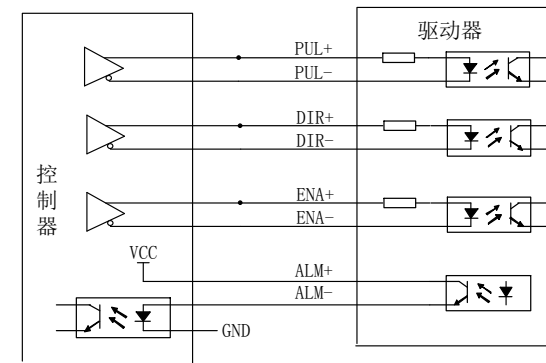 驱动器
PUL+
PUL-
DIR+
DIR-
控制器
ENA+
ENA-
VCC
ALM+
ALM-
GND